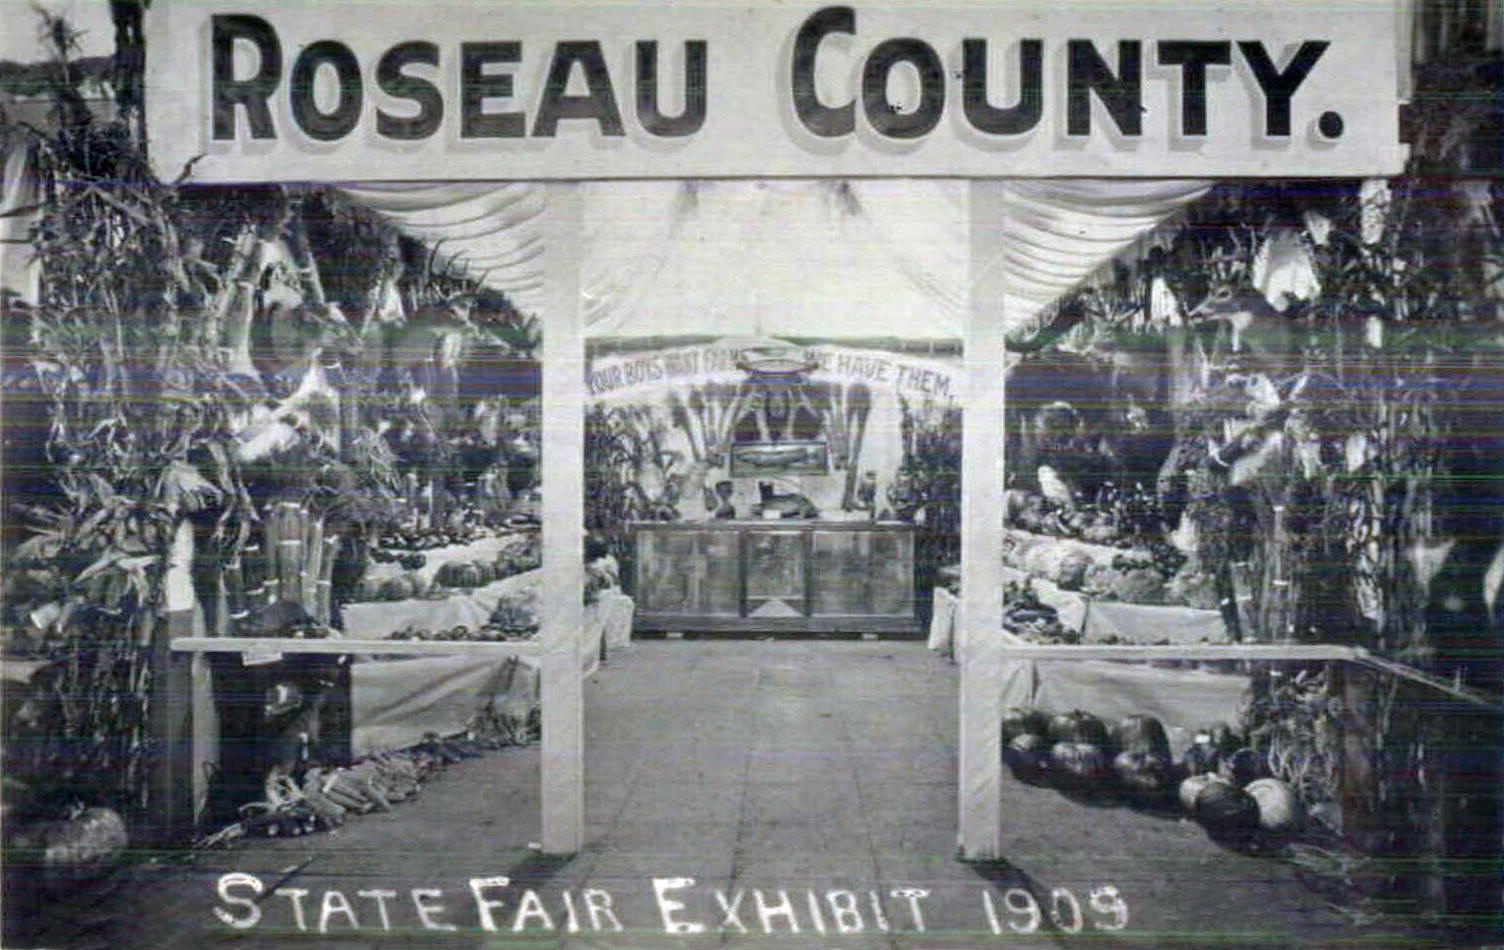 ROSEAU COUNTY.
YOUR BOYS WANT FARMS WE HAVE THEM.
STATE FAIR EXHIBIT 1909